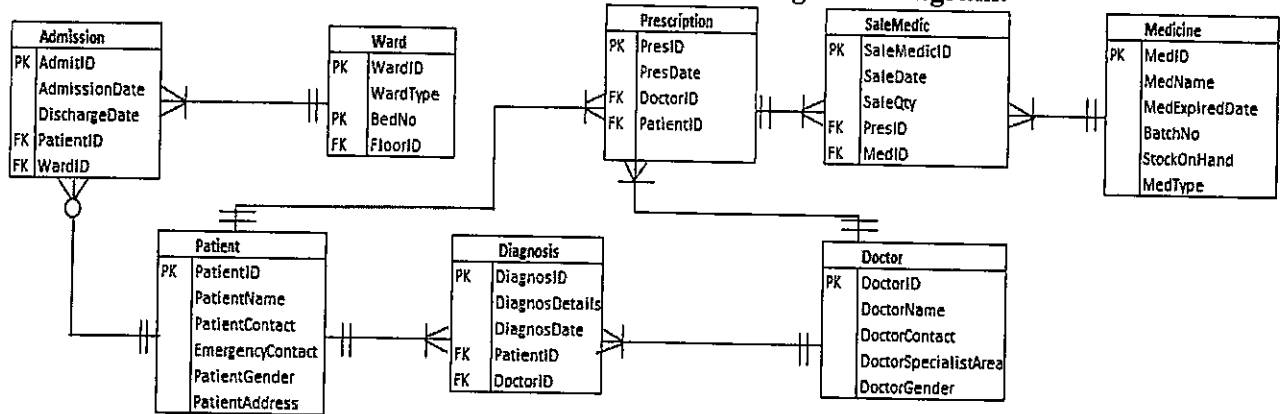 Admission
PK AdmitID
AdmissionDate
DischargeDate
FK PatientID
FK WardID
Ward
PK WardID
WardType
PK BedNo
FK FloorID
Prescription
PK PresID
PresDate
FK DoctorID
FK PatientID
SaleMedic
PK SaleMedicID
SaleDate
SaleQty
FK PresID
FK MedID
Medicine
PK MedID
MedName
MedExpiredDate
BatchNo
StockOnHand
MedType
Patient
PK PatientID
PatientName
PatientContact
EmergencyContact
PatientGender
PatientAddress
Diagnosis
PK DiagnosID
DiagnosDetails
DiagnosDate
FK PatientID
FK DoctorID
Doctor
PK DoctorID
DoctorName
DoctorContact
DoctorSpecialistArea
DoctorGender